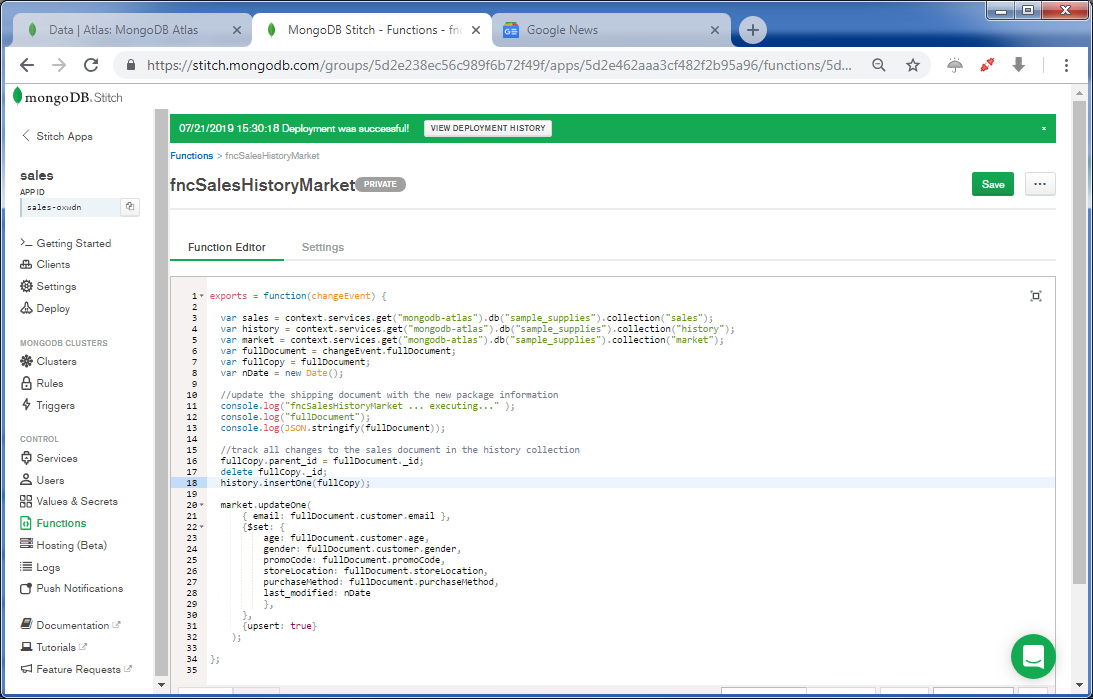 Data | Atlas: MongoDB Atlas
MongoDB Stitch - Functions - fnc
Google News
https://stitch.mongodb.com/groups/5d2e238ec56c989f6b72f49f/apps/5d2e462aaa3cf482f2b95a96/functions/5d...
mongoDB. Stitch
Stitch Apps
sales
APP ID
sales-oxwdn
Getting Started
Clients
Settings
Deploy
MONGODB CLUSTERS
Clusters
Rules
Triggers
CONTROL
Services
Users
Values & Secrets
Functions
Hosting (Beta)
Logs
Push Notifications
Documentation
Tutorials
Feature Requests
07/21/2019 15:30:18 Deployment was successful! VIEW DEPLOYMENT HISTORY ×
Functions > fncSalesHistoryMarket
fncSalesHistoryMarket PRIVATE
Save ...
Function Editor Settings
1 exports = function(changeEvent) {
2
3 var sales = context.services.get("mongodb-atlas").db("sample_supplies").collection("sales");
4 var history = context.services.get("mongodb-atlas").db("sample_supplies").collection("history");
5 var market = context.services.get("mongodb-atlas").db("sample_supplies").collection("market");
6 var fullDocument = changeEvent.fullDocument;
7 var fullCopy = fullDocument;
8 var nDate = new Date();
9
10 //update the shipping document with the new package information
11 console.log("fncSalesHistoryMarket ... executing..." );
12 console.log("fullDocument");
13 console.log(JSON.stringify(fullDocument));
14
15 //track all changes to the sales document in the history collection
16 fullCopy.parent_id = fullDocument._id;
17 delete fullCopy._id;
18 history.insertOne(fullCopy);
19
20 market.updateOne(
21 { email: fullDocument.customer.email },
22 {$set: {
23 age: fullDocument.customer.age,
24 gender: fullDocument.customer.gender,
25 promoCode: fullDocument.promoCode,
26 storeLocation: fullDocument.storeLocation,
27 purchaseMethod: fullDocument.purchaseMethod,
28 last_modified: nDate
29 },
30 },
31 {upsert: true}
32 );
33
34 };
35